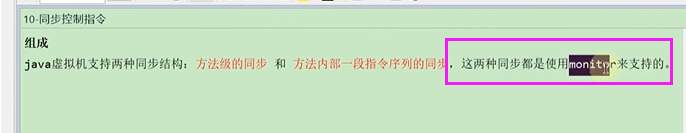 10-同步控制指令
组成
java虚拟机支持两种同步结构：方法级的同步 和 方法内部一段指令序列的同步，这两种同步都是使用monitor来支持的。